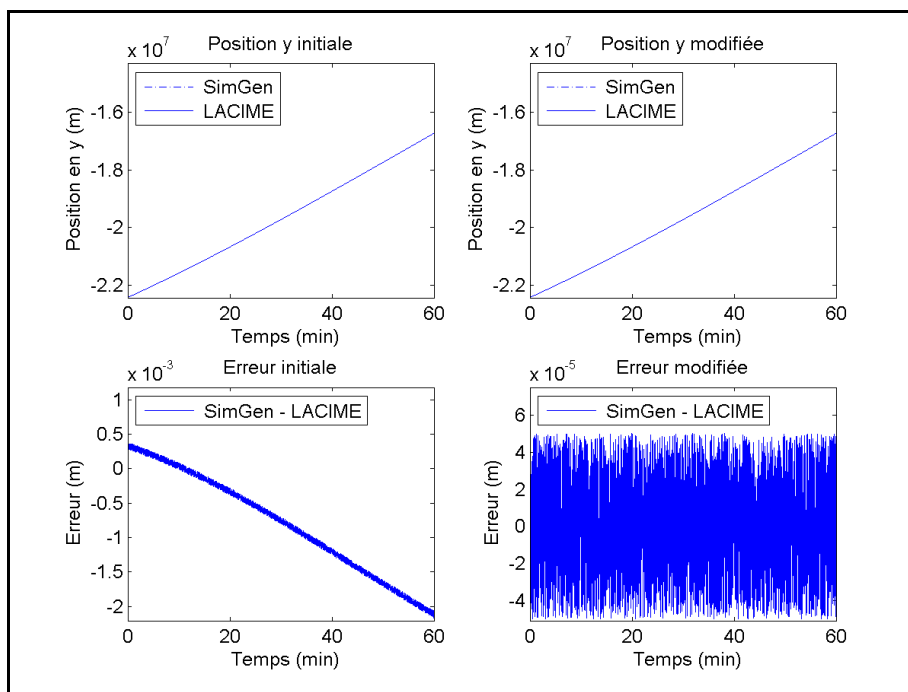 Position y initiale
x 10⁷
SimGen
LACIME
Position en y (m)
-1.6
-1.8
-2
-2.2
0 20 40 60
Temps (min)
Position y modifiée
x 10⁷
SimGen
LACIME
Position en y (m)
-1.6
-1.8
-2
-2.2
0 20 40 60
Temps (min)
Erreur initiale
x 10⁻³
SimGen - LACIME
Erreur (m)
1
0.5
0
-0.5
-1
-1.5
-2
0 20 40 60
Temps (min)
Erreur modifiée
x 10⁻⁵
SimGen - LACIME
Erreur (m)
6
4
2
0
-2
-4
0 20 40 60
Temps (min)